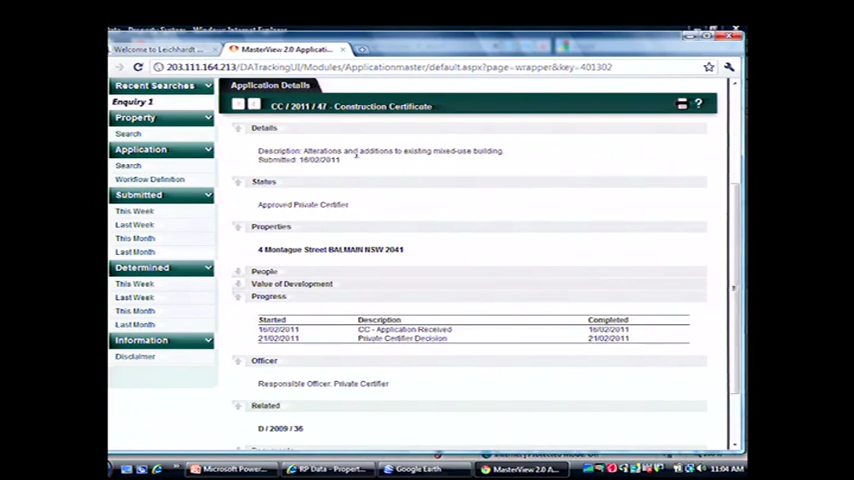 Welcome to Leichhardt
MasterView 2.0 Applicati...
203.111.164.213/DATrackingUI/Modules/Applicationmaster/default.aspx?page=wrapper&key=401302
Recent Searches
Enquiry 1
Property
Search
Application
Search
Workflow Definition
Submitted
This Week
Last Week
This Month
Last Month
Determined
This Week
Last Week
This Month
Last Month
Information
Disclaimer
Application Details
CC / 2011 / 47 - Construction Certificate
?
Details
Description: Alterations and additions to existing mixed-use building.
Submitted: 16/02/2011
Status
Approved Private Certifier
Properties
4 Montague Street BALMAIN NSW 2041
People
Value of Development
Progress
Started Description Completed
16/02/2011 CC - Application Received 16/02/2011
21/02/2011 Private Certifier Decision 21/02/2011
Officer
Responsible Officer: Private Certifier
Related
D / 2009 / 36
Microsoft Power...
RP Data - Propert...
Google Earth
MasterView 2.0 A...
11:04 AM